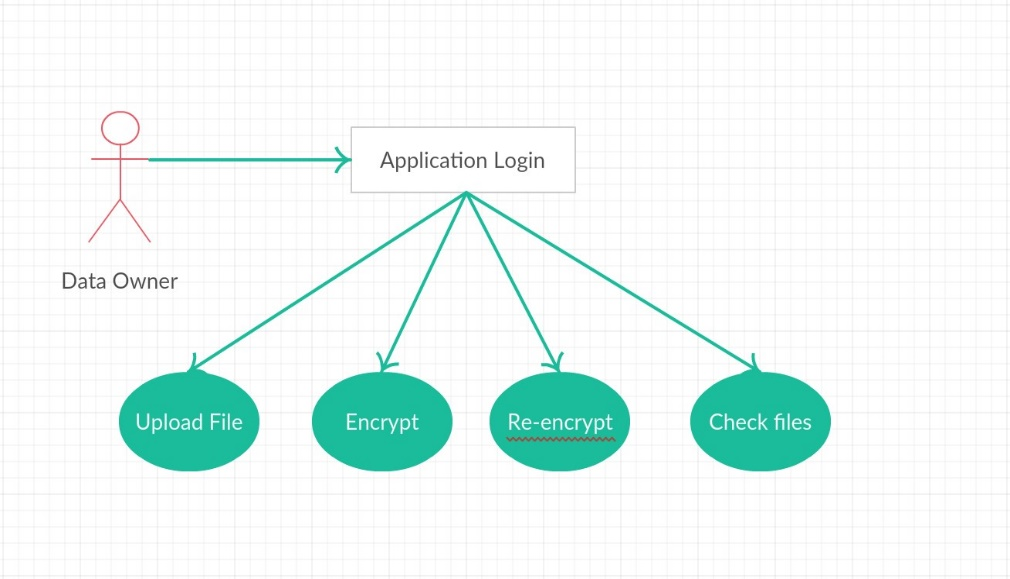 Application Login
Data Owner
Upload File
Encrypt
Re-encrypt
Check files